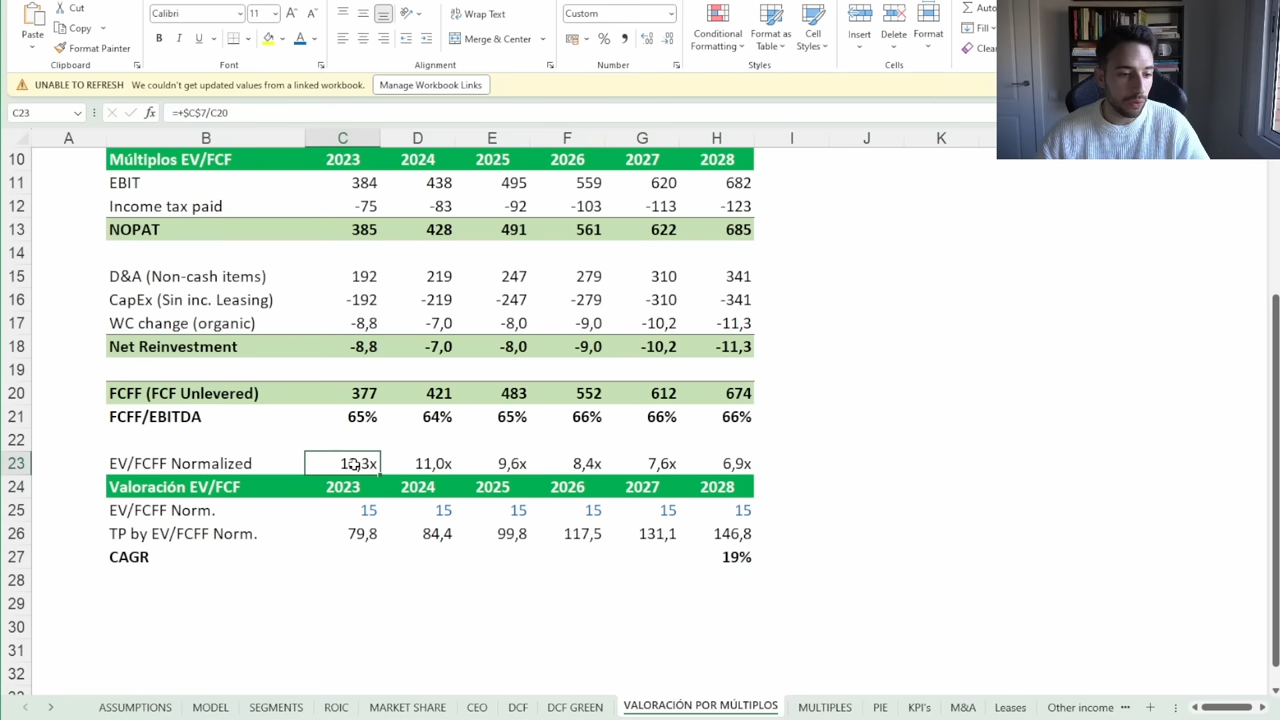 Cut
Copy
Format Painter
Paste
Clipboard
Calibri
11
B I U
Font
Wrap Text
Merge & Center
Alignment
Custom
Number
Conditional Formatting
Format as Table
Cell Styles
Styles
Insert
Delete
Format
Cells
Fill
UNABLE TO REFRESH We couldn't get updated values from a linked workbook. Manage Workbook Links
C23 fx =+$C$7/C20
A B C D E F G H I J K
10 Múltiplos EV/FCF 2023 2024 2025 2026 2027 2028
11 EBIT 384 438 495 559 620 682
12 Income tax paid -75 -83 -92 -103 -113 -123
13 NOPAT 385 428 491 561 622 685
14
15 D&A (Non-cash items) 192 219 247 279 310 341
16 CapEx (Sin inc. Leasing) -192 -219 -247 -279 -310 -341
17 WC change (organic) -8,8 -7,0 -8,0 -9,0 -10,2 -11,3
18 Net Reinvestment -8,8 -7,0 -8,0 -9,0 -10,2 -11,3
19
20 FCFF (FCF Unlevered) 377 421 483 552 612 674
21 FCFF/EBITDA 65% 64% 65% 66% 66% 66%
22
23 EV/FCFF Normalized 11,0x 9,6x 8,4x 7,6x 6,9x
24 Valoración EV/FCF 2023 2024 2025 2026 2027 2028
25 EV/FCFF Norm. 15 15 15 15 15 15
26 TP by EV/FCFF Norm. 79,8 84,4 99,8 117,5 131,1 146,8
27 CAGR 19%
28
29
30
31
32
ASSUMPTIONS MODEL SEGMENTS ROIC MARKET SHARE CEO DCF DCF GREEN VALORACIÓN POR MÚLTIPLOS MULTIPLES PIE KPI's M&A Leases Other income